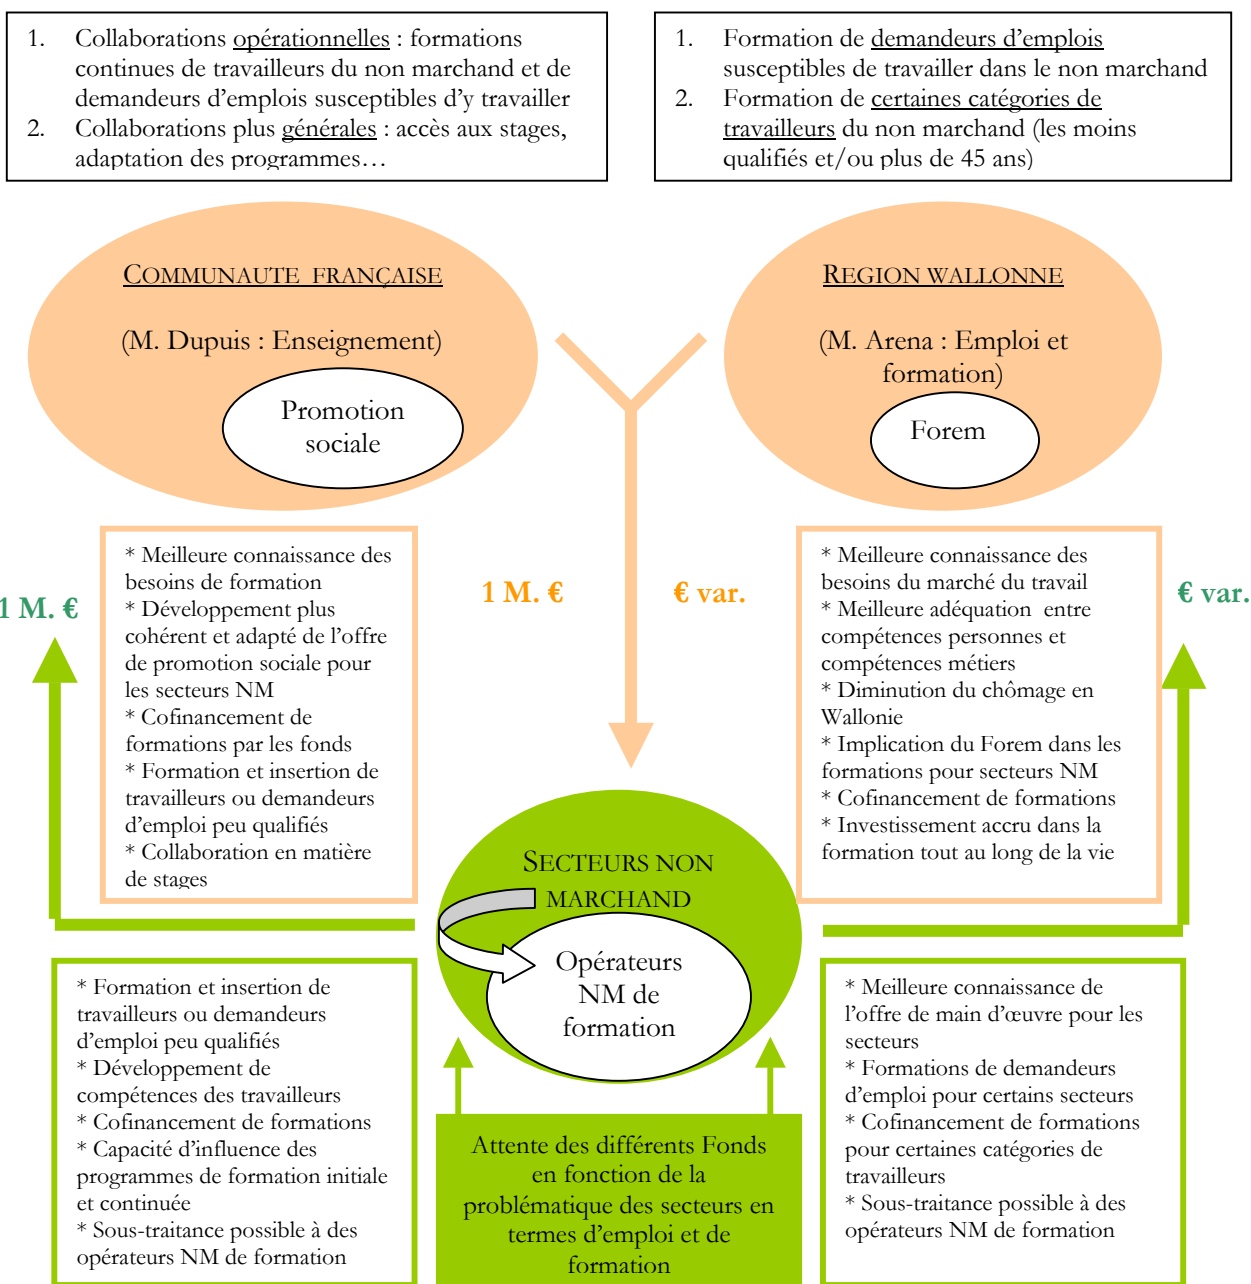 1. Collaborations opérationnelles : formations
continues de travailleurs du non marchand et de
demandeurs d’emplois susceptibles d’y travailler
2. Collaborations plus générales : accès aux stages,
adaptation des programmes…
1. Formation de demandeurs d’emplois
susceptibles de travailler dans le non marchand
2. Formation de certaines catégories de
travailleurs du non marchand (les moins
qualifiés et/ou plus de 45 ans)
COMMUNAUTE FRANÇAISE
(M. Dupuis : Enseignement)
Promotion
sociale
REGION WALLONNE
(M. Arena : Emploi et
formation)
Forem
1 M. €
* Meilleure connaissance des
besoins de formation
* Développement plus
cohérent et adapté de l’offre
de promotion sociale pour
les secteurs NM
* Cofinancement de
formations par les fonds
* Formation et insertion de
travailleurs ou demandeurs
d’emploi peu qualifiés
* Collaboration en matière
de stages
1 M. €
€ var.
* Meilleure connaissance des
besoins du marché du travail
* Meilleure adéquation entre
compétences personnes et
compétences métiers
* Diminution du chômage en
Wallonie
* Implication du Forem dans les
formations pour secteurs NM
* Cofinancement de formations
* Investissement accru dans la
formation tout au long de la vie
€ var.
SECTEURS NON
MARCHAND
Opérateurs
NM de
formation
* Formation et insertion de
travailleurs ou demandeurs
d’emploi peu qualifiés
* Développement de
compétences des travailleurs
* Cofinancement de formations
* Capacité d’influence des
programmes de formation initiale
et continuée
* Sous-traitance possible à des
opérateurs NM de formation
Attente des différents Fonds
en fonction de la
problématique des secteurs en
termes d’emploi et de
formation
* Meilleure connaissance de
l’offre de main d’œuvre pour les
secteurs
* Formations de demandeurs
d’emploi pour certains secteurs
* Cofinancement de formations
pour certaines catégories de
travailleurs
* Sous-traitance possible à des
opérateurs NM de formation